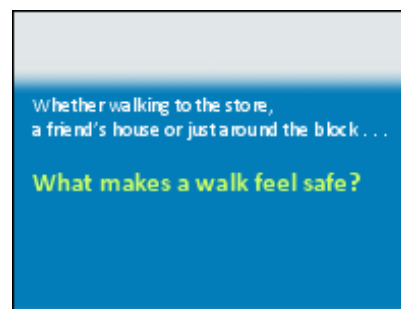 Whether walking to the store,
a friend's house or just around the block . . .
What makes a walk feel safe?